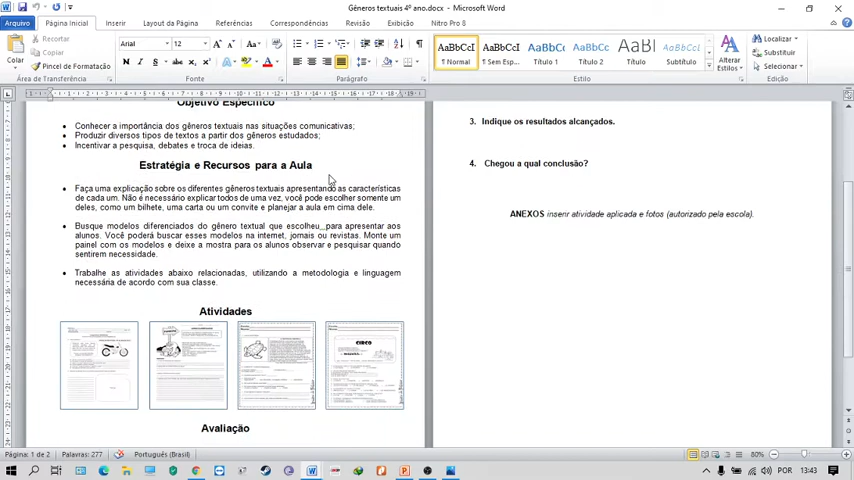 Gêneros textuais 4º ano.docx - Microsoft Word
Arquivo Página Inicial Inserir Layout da Página Referências Correspondências Revisão Exibição Nitro Pro 8
Colar
Recortar
Copiar
Pincel de Formatação
Área de Transferência
Arial 12
Fonte
Parágrafo
AaBbCcI AaBbCcI AaBbCc AaBbCc AaBbI AaBbCcI
¶ Normal ¶ Sem Esp... Título 1 Título 2 Título Subtítulo
Estilo
Alterar Estilos
Localizar
Substituir
Selecionar
Edição
Objetivo Específico
Conhecer a importância dos gêneros textuais nas situações comunicativas;
Produzir diversos tipos de textos a partir dos gêneros estudados;
Incentivar a pesquisa, debates e troca de ideias.
Estratégia e Recursos para a Aula
Faça uma explicação sobre os diferentes gêneros textuais apresentando as características
de cada um. Não é necessário explicar todos de uma vez, você pode escolher somente um
deles, como um bilhete, uma carta ou um convite e planejar a aula em cima dele.
Busque modelos diferenciados do gênero textual que escolheu para apresentar aos
alunos. Você poderá buscar esses modelos na internet, jornais ou revistas. Monte um
painel com os modelos e deixe a mostra para os alunos observar e pesquisar quando
sentirem necessidade.
Trabalhe as atividades abaixo relacionadas, utilizando a metodologia e linguagem
necessária de acordo com sua classe.
Atividades
CIRCO
Avaliação
3. Indique os resultados alcançados.
4. Chegou a qual conclusão?
ANEXOS inserir atividade aplicada e fotos (autorizado pela escola).
Página: 1 de 2 Palavras: 277 Português (Brasil) 80%
POR 13:43